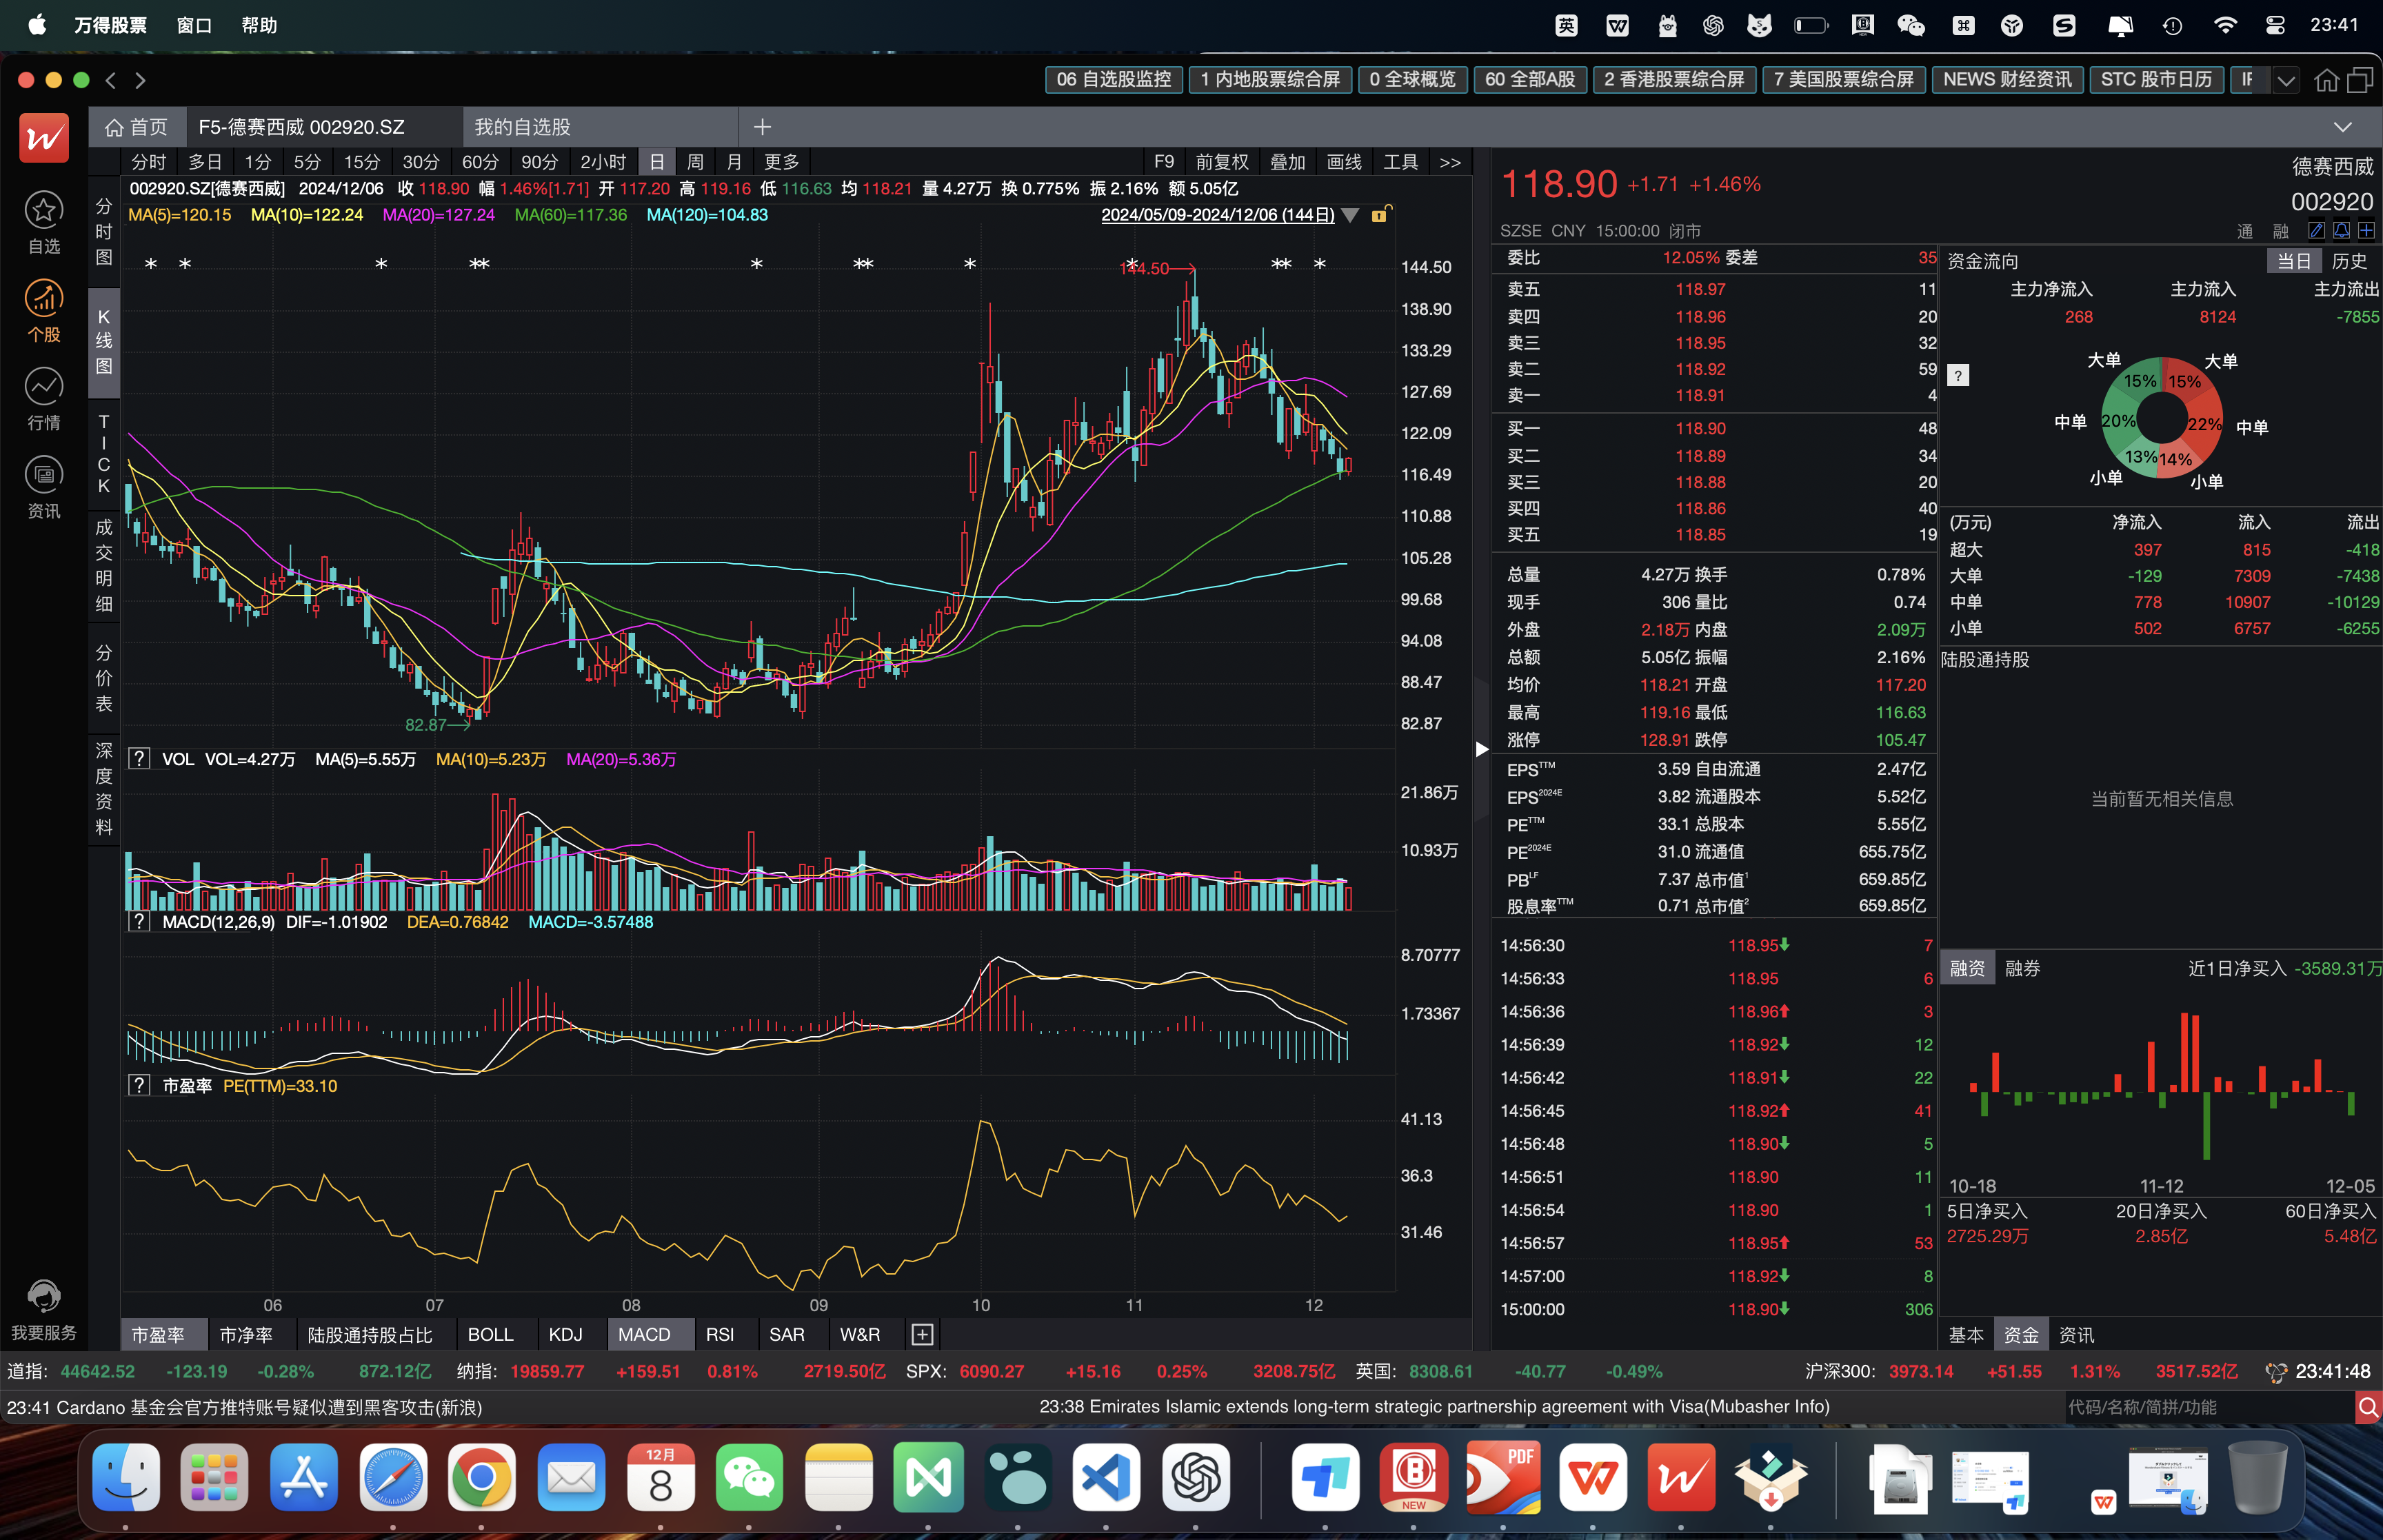 万得股票 窗口 帮助
英
23:41
06 自选股监控 1 内地股票综合屏 0 全球概览 60 全部A股 2 香港股票综合屏 7 美国股票综合屏 NEWS 财经资讯 STC 股市日历
首页 F5-德赛西威 002920.SZ 我的自选股
自选
个股
行情
资讯
我要服务
分时图
K线图
TICK
成交明细
分价表
深度资料
分时 多日 1分 5分 15分 30分 60分 90分 2小时 日 周 月 更多 F9 前复权 叠加 画线 工具 >>
002920.SZ[德赛西威] 2024/12/06 收 118.90 幅 1.46%[1.71] 开 117.20 高 119.16 低 116.63 均 118.21 量 4.27万 换 0.775% 振 2.16% 额 5.05亿
MA(5)=120.15 MA(10)=122.24 MA(20)=127.24 MA(60)=117.36 MA(120)=104.83 2024/05/09-2024/12/06 (144日)
144.50
82.87
144.50
138.90
133.29
127.69
122.09
116.49
110.88
105.28
99.68
94.08
88.47
82.87
? VOL VOL=4.27万 MA(5)=5.55万 MA(10)=5.23万 MA(20)=5.36万
21.86万
10.93万
? MACD(12,26,9) DIF=-1.01902 DEA=0.76842 MACD=-3.57488
8.70777
1.73367
? 市盈率 PE(TTM)=33.10
41.13
36.3
31.46
06 07 08 09 10 11 12
市盈率 市净率 陆股通持股占比 BOLL KDJ MACD RSI SAR W&R
118.90 +1.71 +1.46%
德赛西威
002920
SZSE CNY 15:00:00 闭市
通 融
委比 12.05% 委差 35
卖五 118.97 11
卖四 118.96 20
卖三 118.95 32
卖二 118.92 59
卖一 118.91 4
买一 118.90 48
买二 118.89 34
买三 118.88 20
买四 118.86 40
买五 118.85 19
总量 4.27万 换手 0.78%
现手 306 量比 0.74
外盘 2.18万 内盘 2.09万
总额 5.05亿 振幅 2.16%
均价 118.21 开盘 117.20
最高 119.16 最低 116.63
涨停 128.91 跌停 105.47
EPSTTM 3.59 自由流通 2.47亿
EPS2024E 3.82 流通股本 5.52亿
PETTM 33.1 总股本 5.55亿
PE2024E 31.0 流通值 655.75亿
PBLF 7.37 总市值1 659.85亿
股息率TTM 0.71 总市值2 659.85亿
14:56:30 118.95 7
14:56:33 118.95 6
14:56:36 118.96 3
14:56:39 118.92 12
14:56:42 118.91 22
14:56:45 118.92 41
14:56:48 118.90 5
14:56:51 118.90 11
14:56:54 118.90 1
14:56:57 118.95 53
14:57:00 118.92 8
15:00:00 118.90 306
资金流向 当日 历史
主力净流入 主力流入 主力流出
268 8124 -7855
?
大单 15% 15% 大单
中单 20% 22% 中单
小单 13% 14% 小单
(万元) 净流入 流入 流出
超大 397 815 -418
大单 -129 7309 -7438
中单 778 10907 -10129
小单 502 6757 -6255
陆股通持股
当前暂无相关信息
融资 融券 近1日净买入 -3589.31万
10-18 11-12 12-05
5日净买入 20日净买入 60日净买入
2725.29万 2.85亿 5.48亿
基本 资金 资讯
道指: 44642.52 -123.19 -0.28% 872.12亿 纳指: 19859.77 +159.51 0.81% 2719.50亿 SPX: 6090.27 +15.16 0.25% 3208.75亿 英国: 8308.61 -40.77 -0.49% 沪深300: 3973.14 +51.55 1.31% 3517.52亿 23:41:48
23:41 Cardano 基金会官方推特账号疑似遭到黑客攻击(新浪) 23:38 Emirates Islamic extends long-term strategic partnership agreement with Visa(Mubasher Info) 代码/名称/简拼/功能
12月
8
NEW
PDF